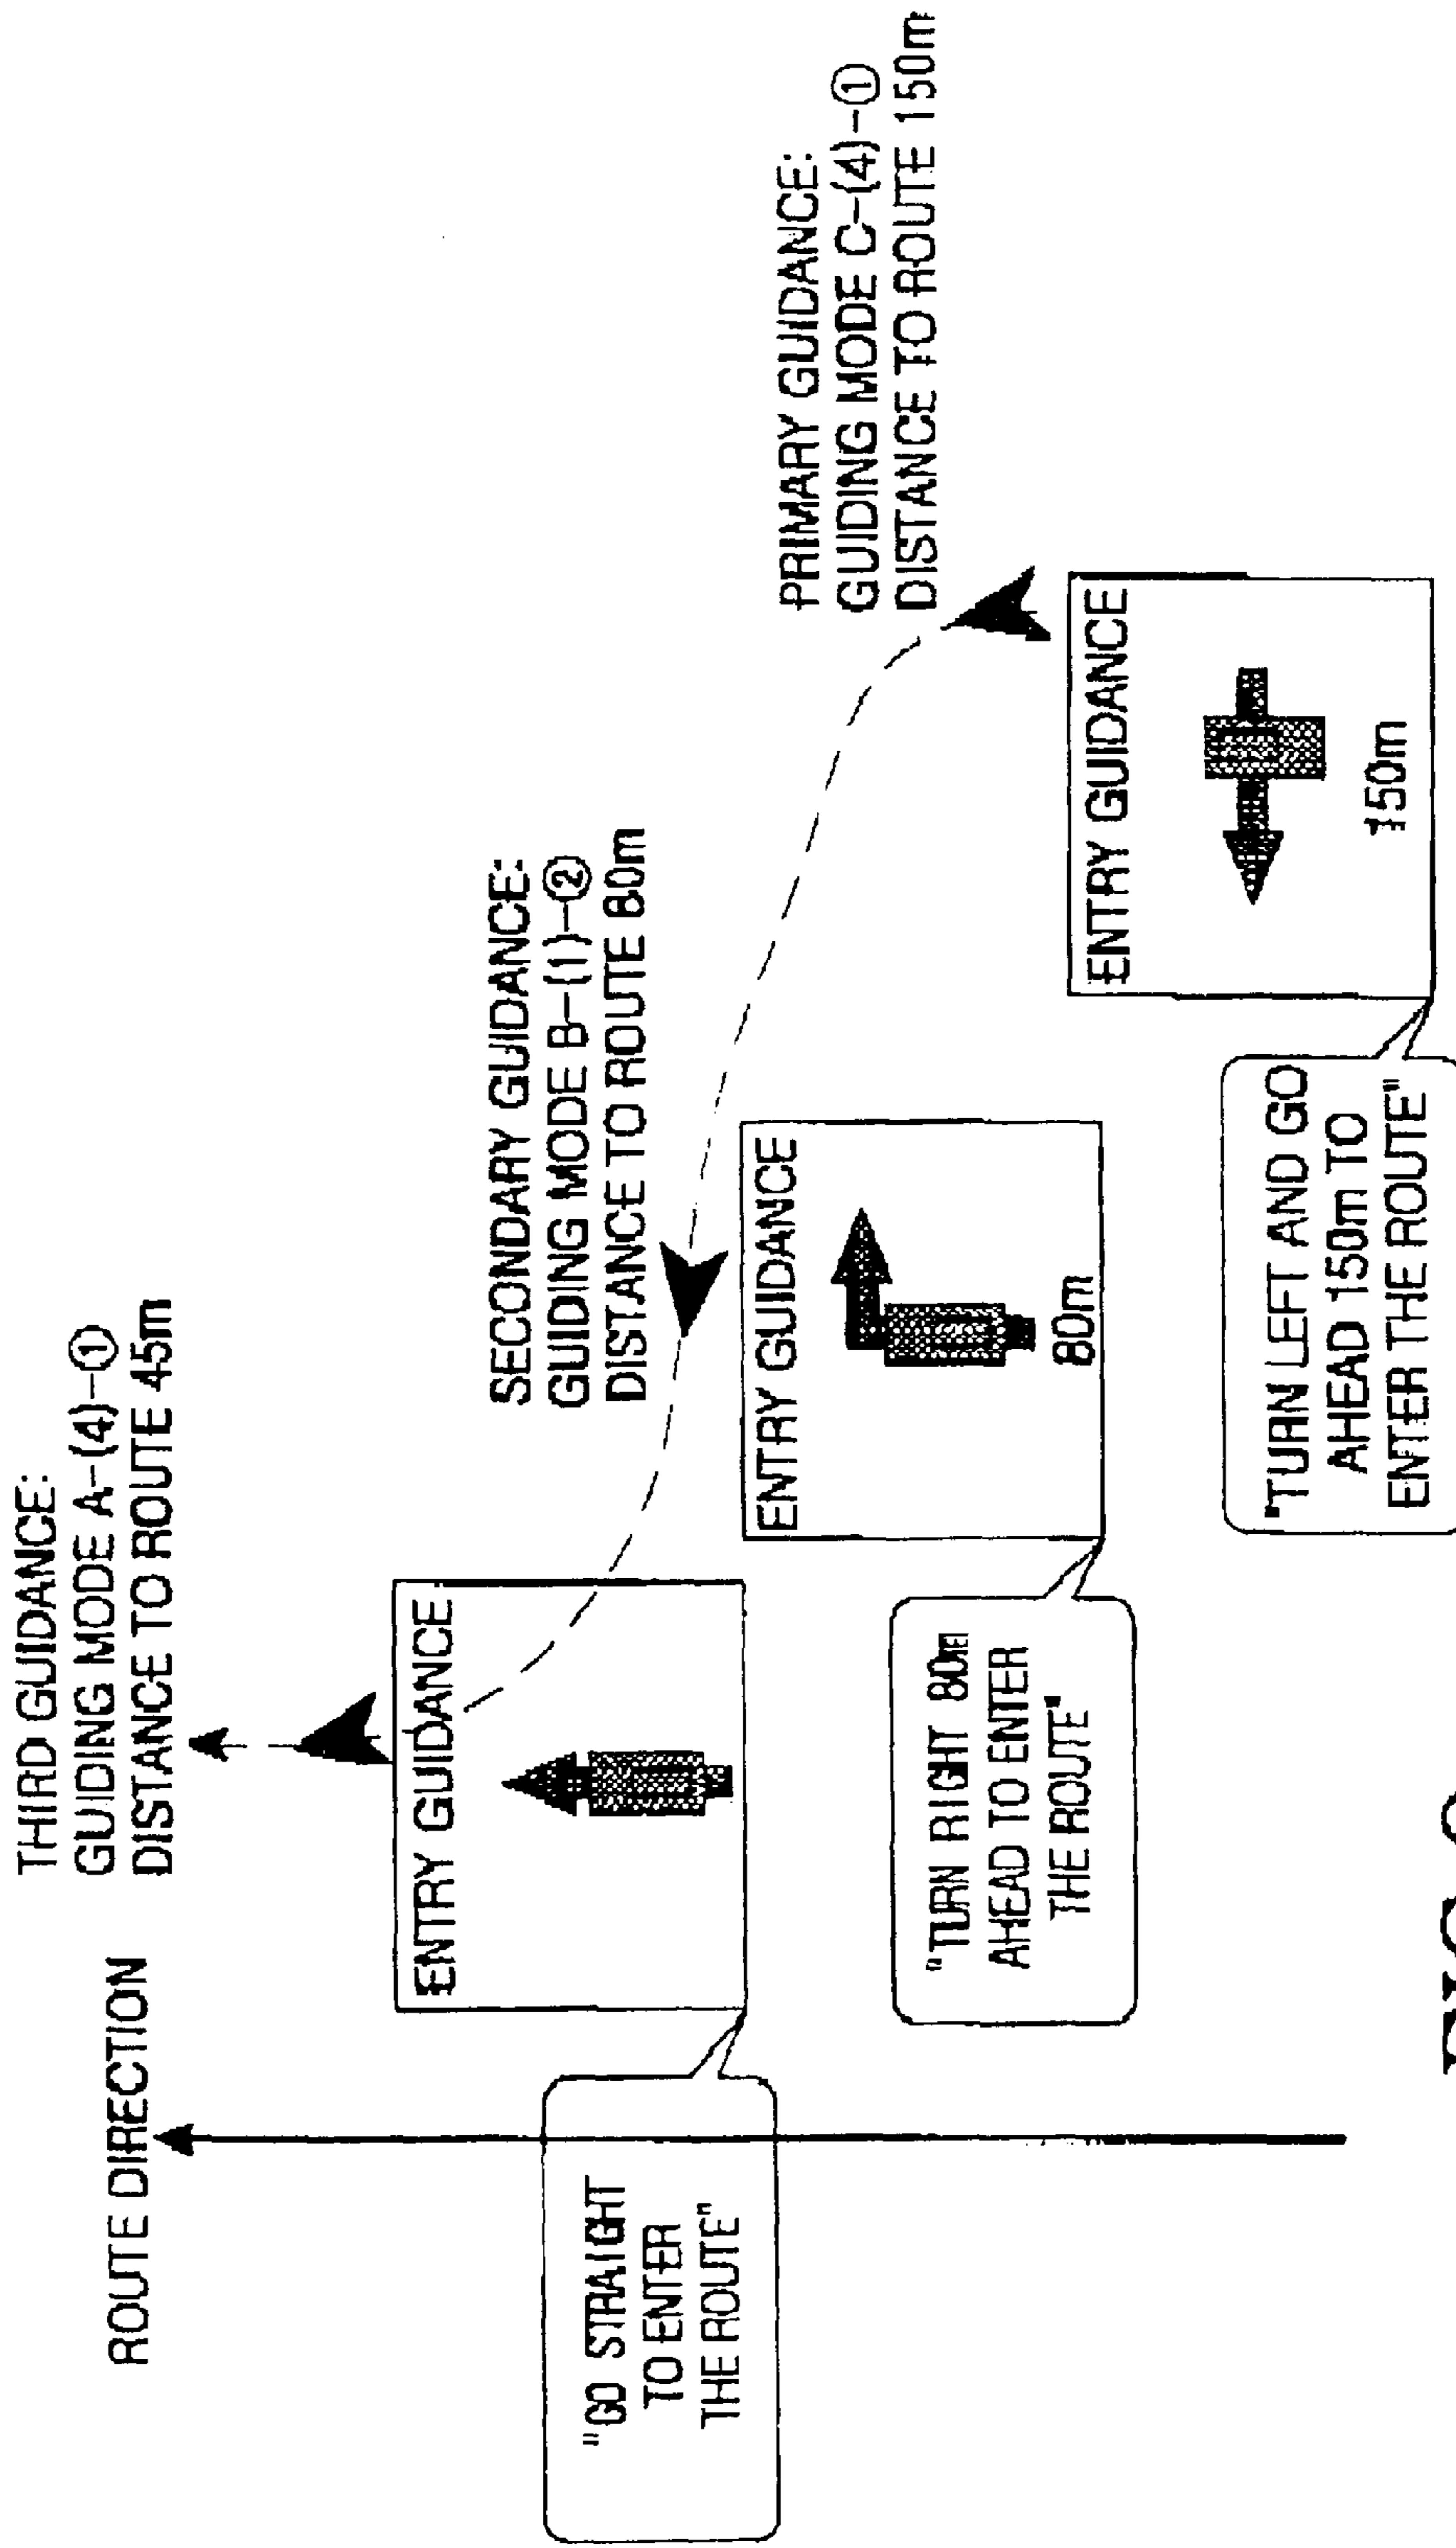 ROUTE DIRECTION
THIRD GUIDANCE:
GUIDING MODE A-(4)-①
DISTANCE TO ROUTE 45m
"GO STRAIGHT
TO ENTER
THE ROUTE"
ENTRY GUIDANCE
SECONDARY GUIDANCE:
GUIDING MODE B-(1)-②
DISTANCE TO ROUTE 80m
"TURN RIGHT 80m
AHEAD TO ENTER
THE ROUTE"
ENTRY GUIDANCE
80m
PRIMARY GUIDANCE:
GUIDING MODE C-(4)-①
DISTANCE TO ROUTE 150m
"TURN LEFT AND GO
AHEAD 150m TO
ENTER THE ROUTE"
ENTRY GUIDANCE
150m